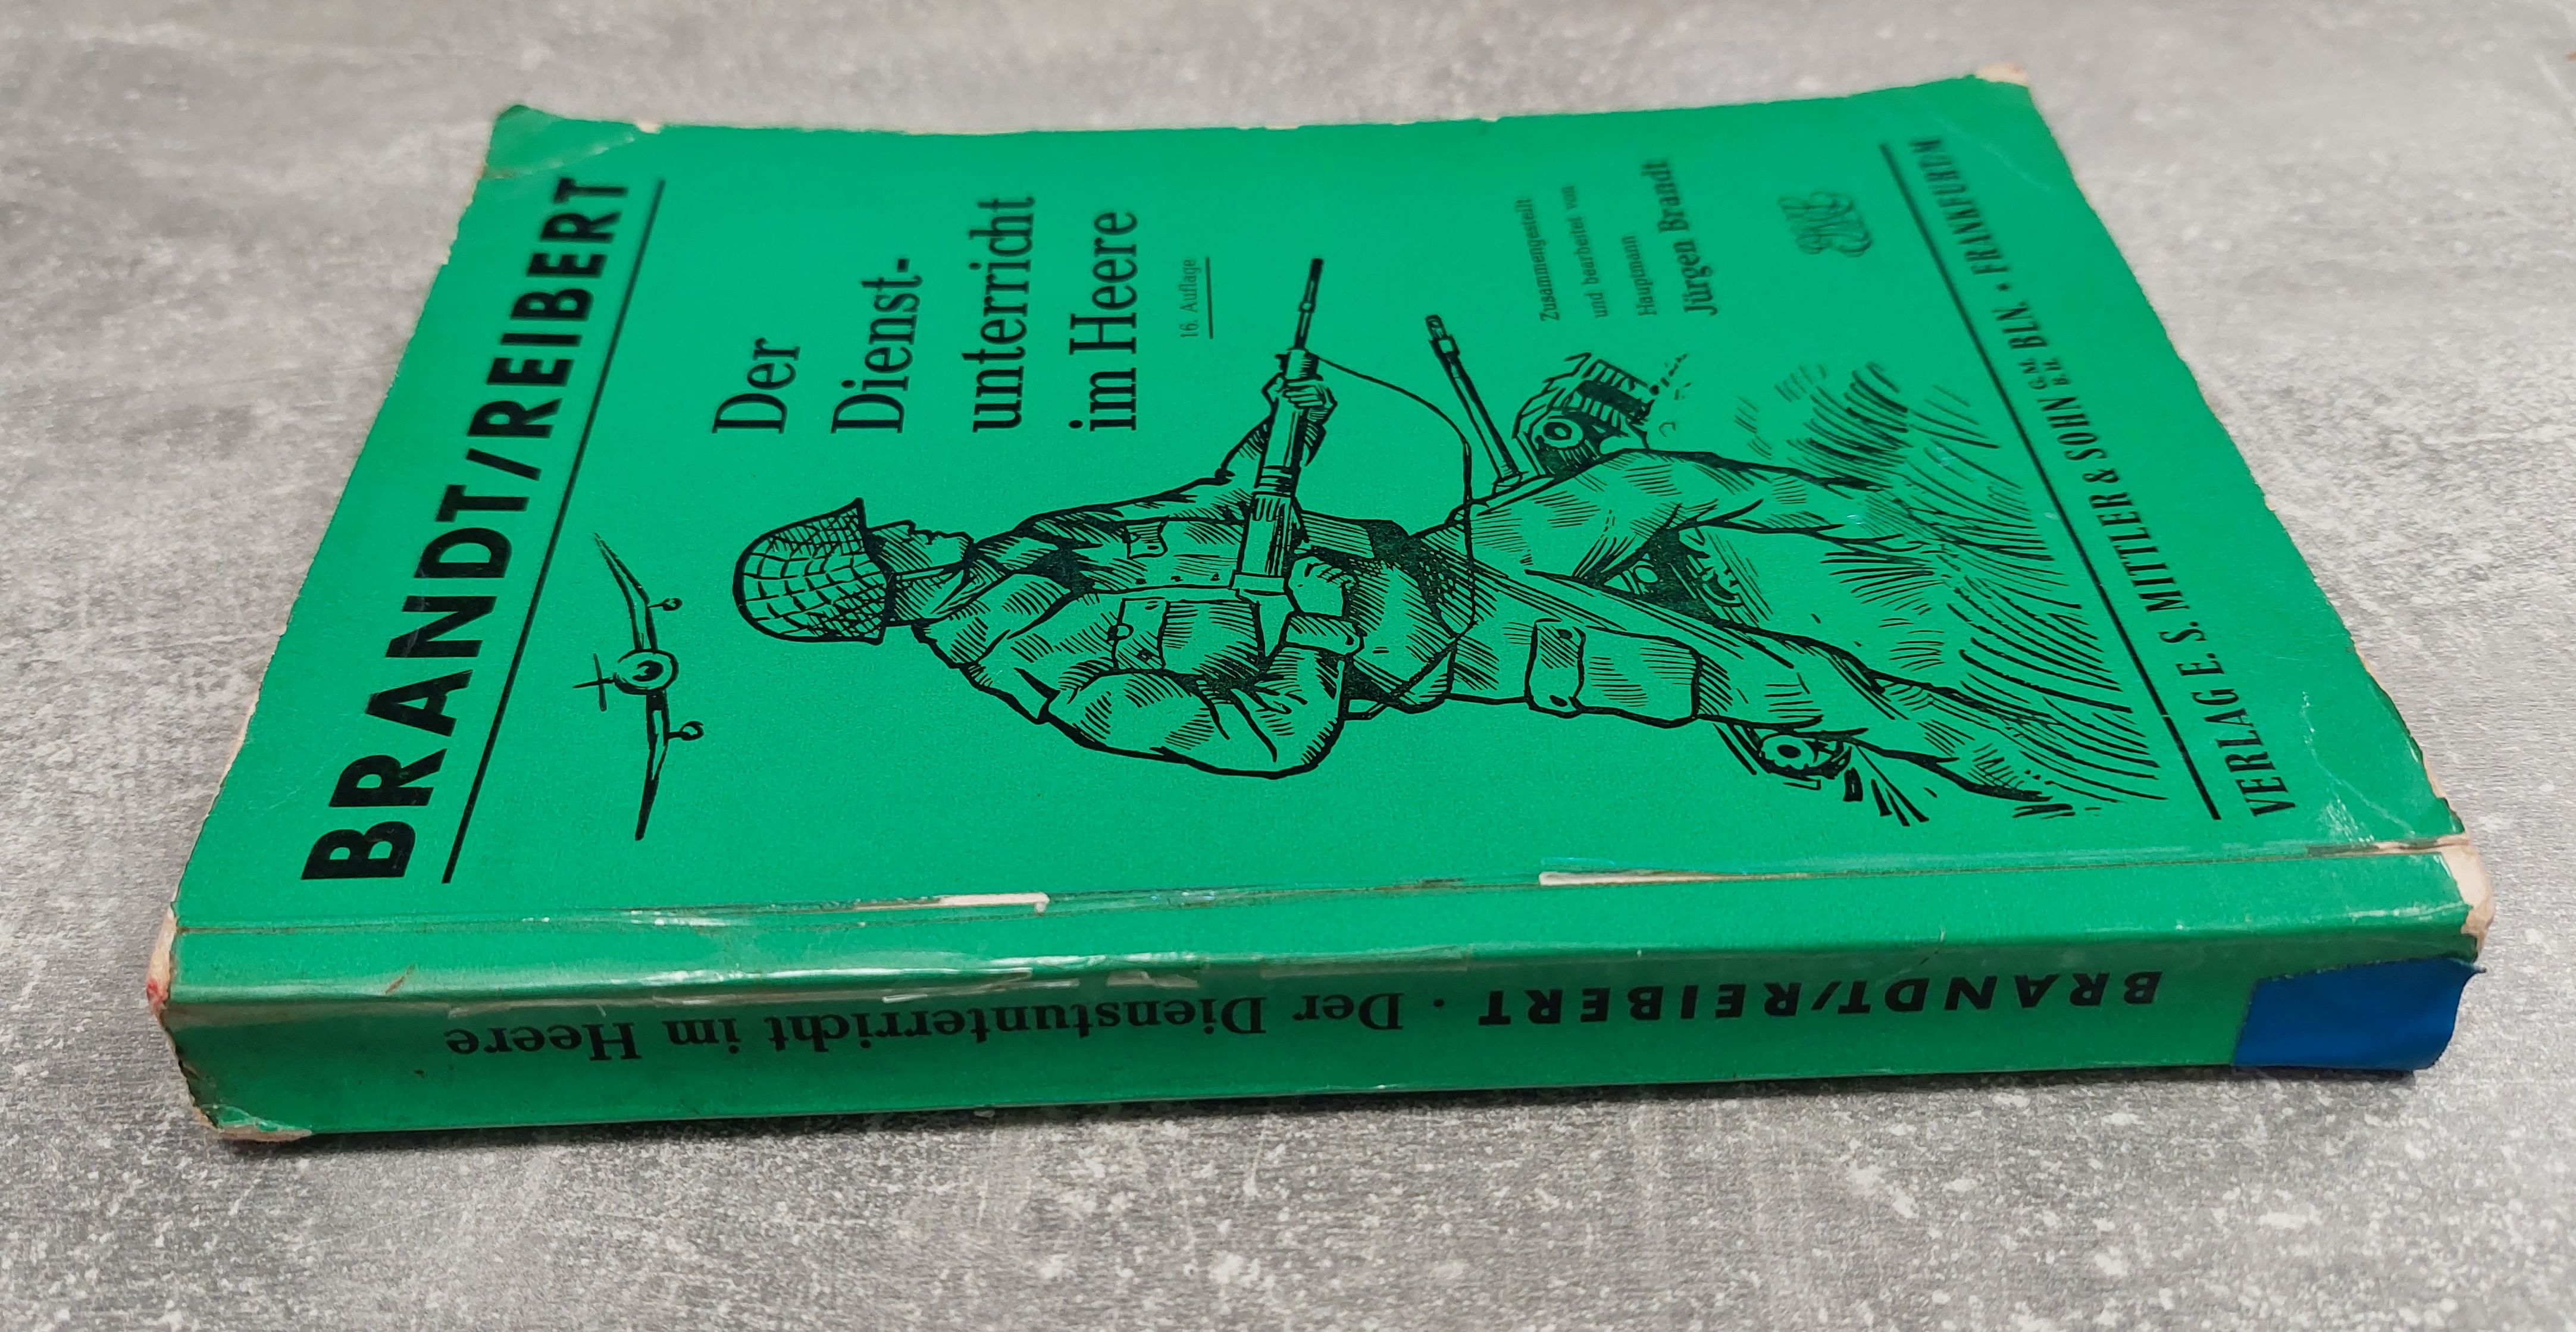 BRANDT/REIBERT
Der
Dienst-
unterricht
im Heere
16. Auflage
Zusammengestellt
und bearbeitet von
Hauptmann
Jürgen Brandt
VERLAG E. S. MITTLER & SOHN G.M.B.H. BLN. • FRANKFURT/M
BRANDT/REIBERT · Der Dienstunterricht im Heere